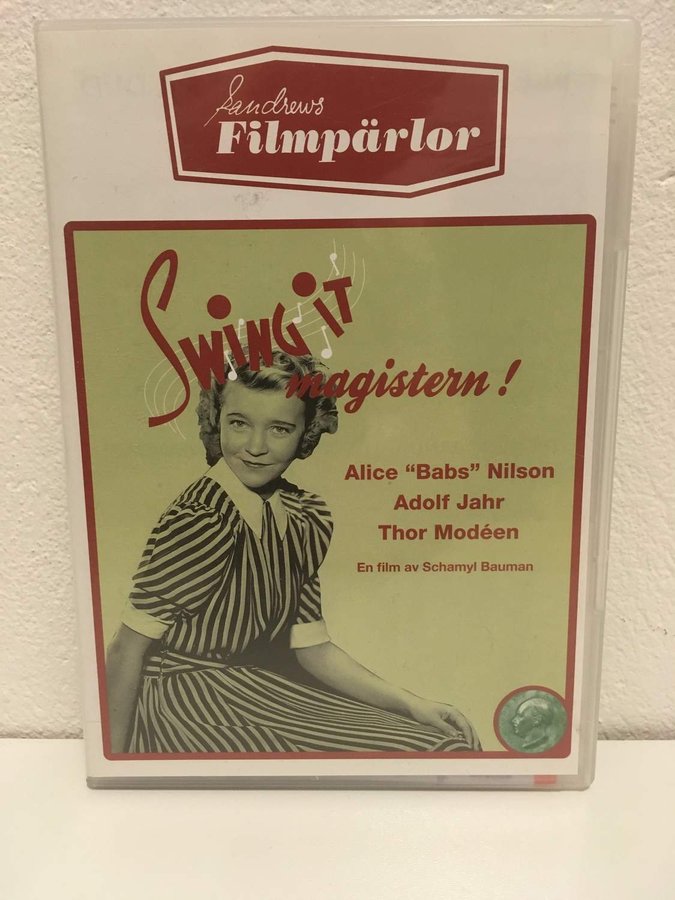 Sandrews
Filmpärlor
Swing it
magistern!
Alice “Babs” Nilson
Adolf Jahr
Thor Modéen
En film av Schamyl Bauman